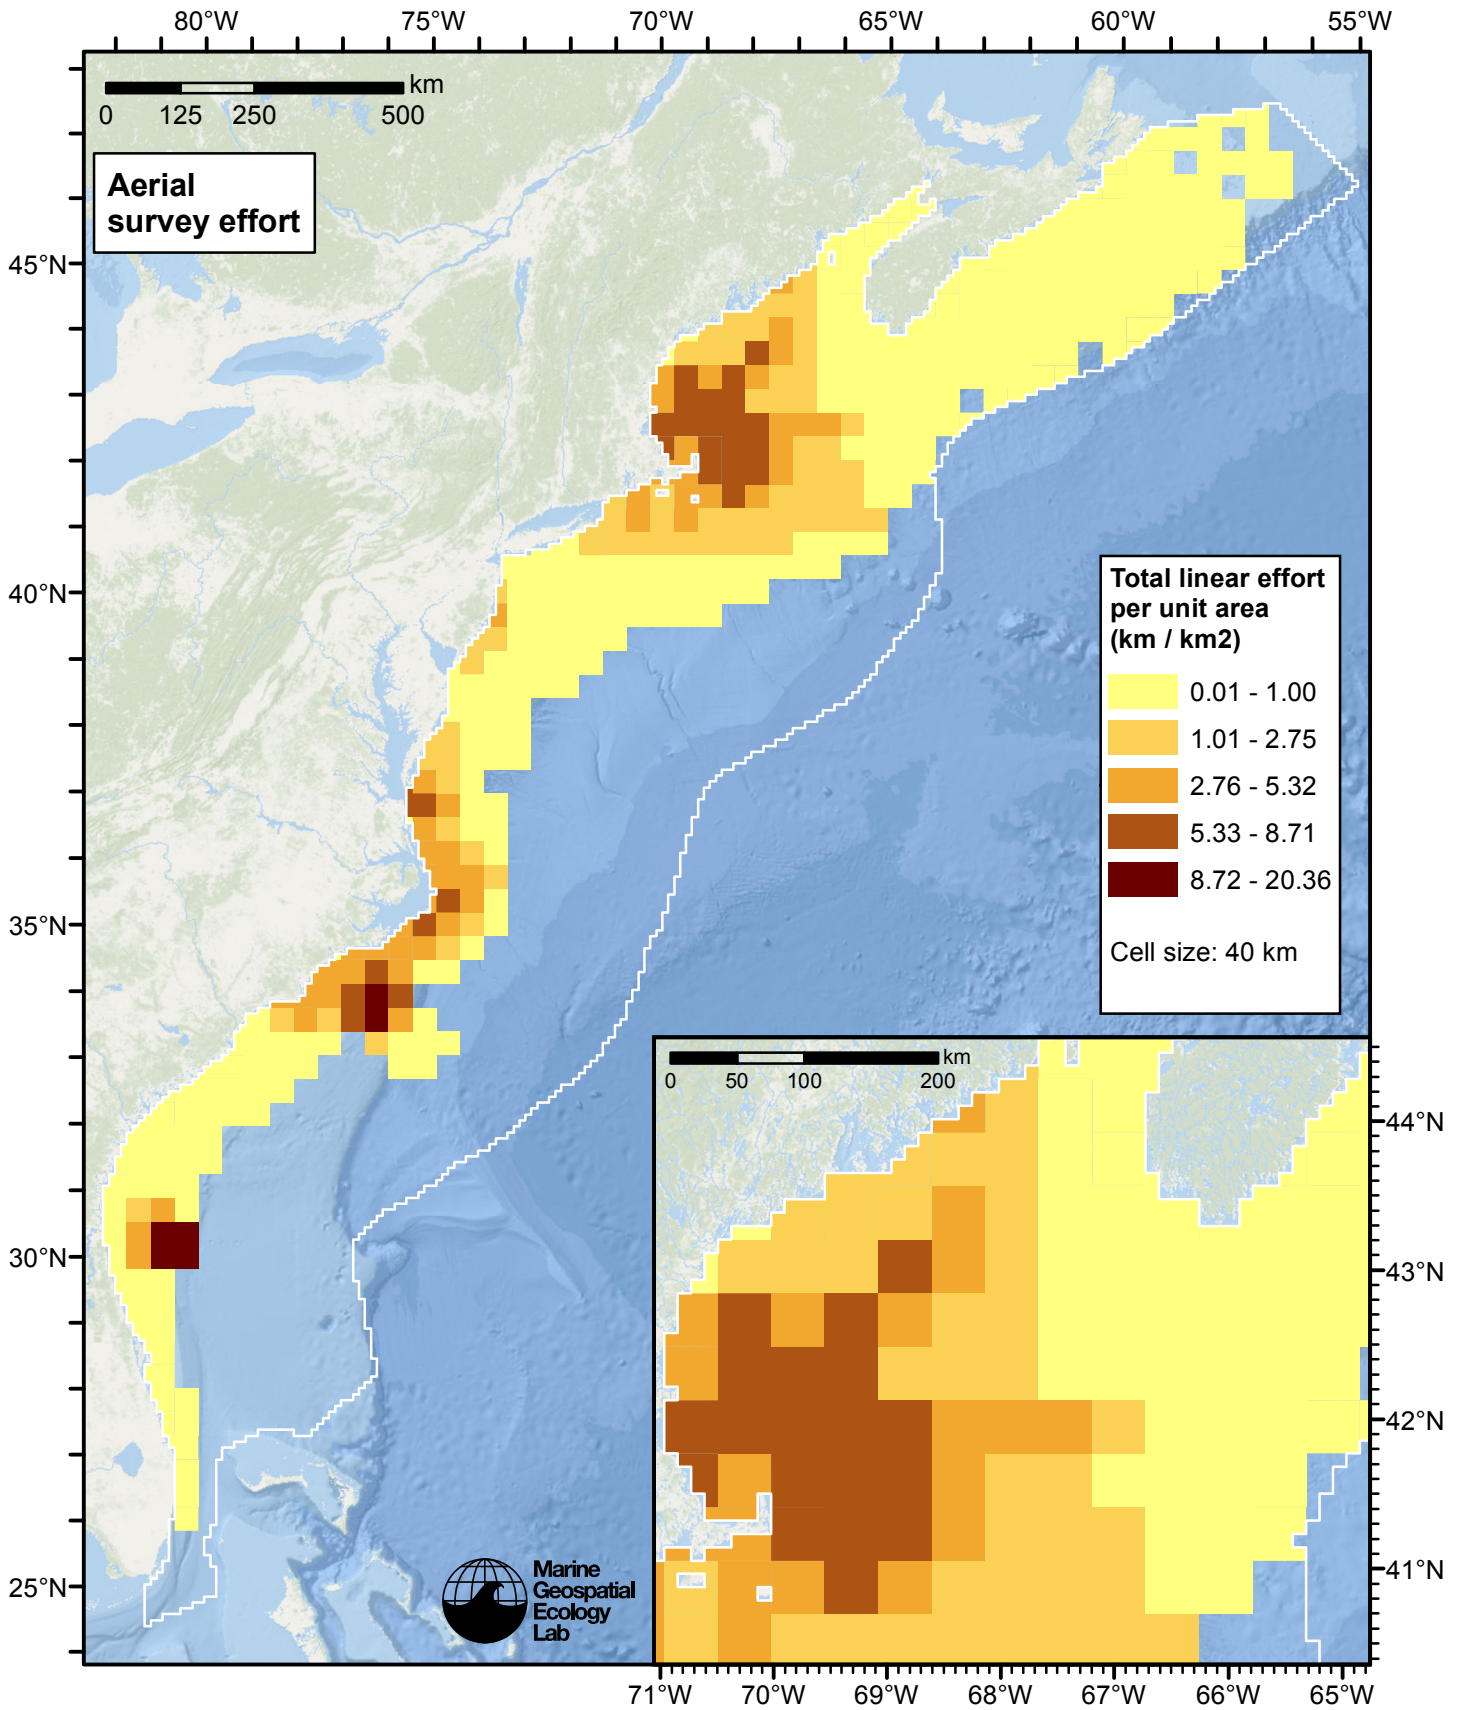 80°W 75°W 70°W 65°W 60°W 55°W
km
0 125 250 500
Aerial
survey effort
45°N
40°N
35°N
30°N
25°N
Total linear effort
per unit area
(km / km2)
0.01 - 1.00
1.01 - 2.75
2.76 - 5.32
5.33 - 8.71
8.72 - 20.36
Cell size: 40 km
km
0 50 100 200
44°N
43°N
42°N
41°N
Marine
Geospatial
Ecology
Lab
71°W 70°W 69°W 68°W 67°W 66°W 65°W